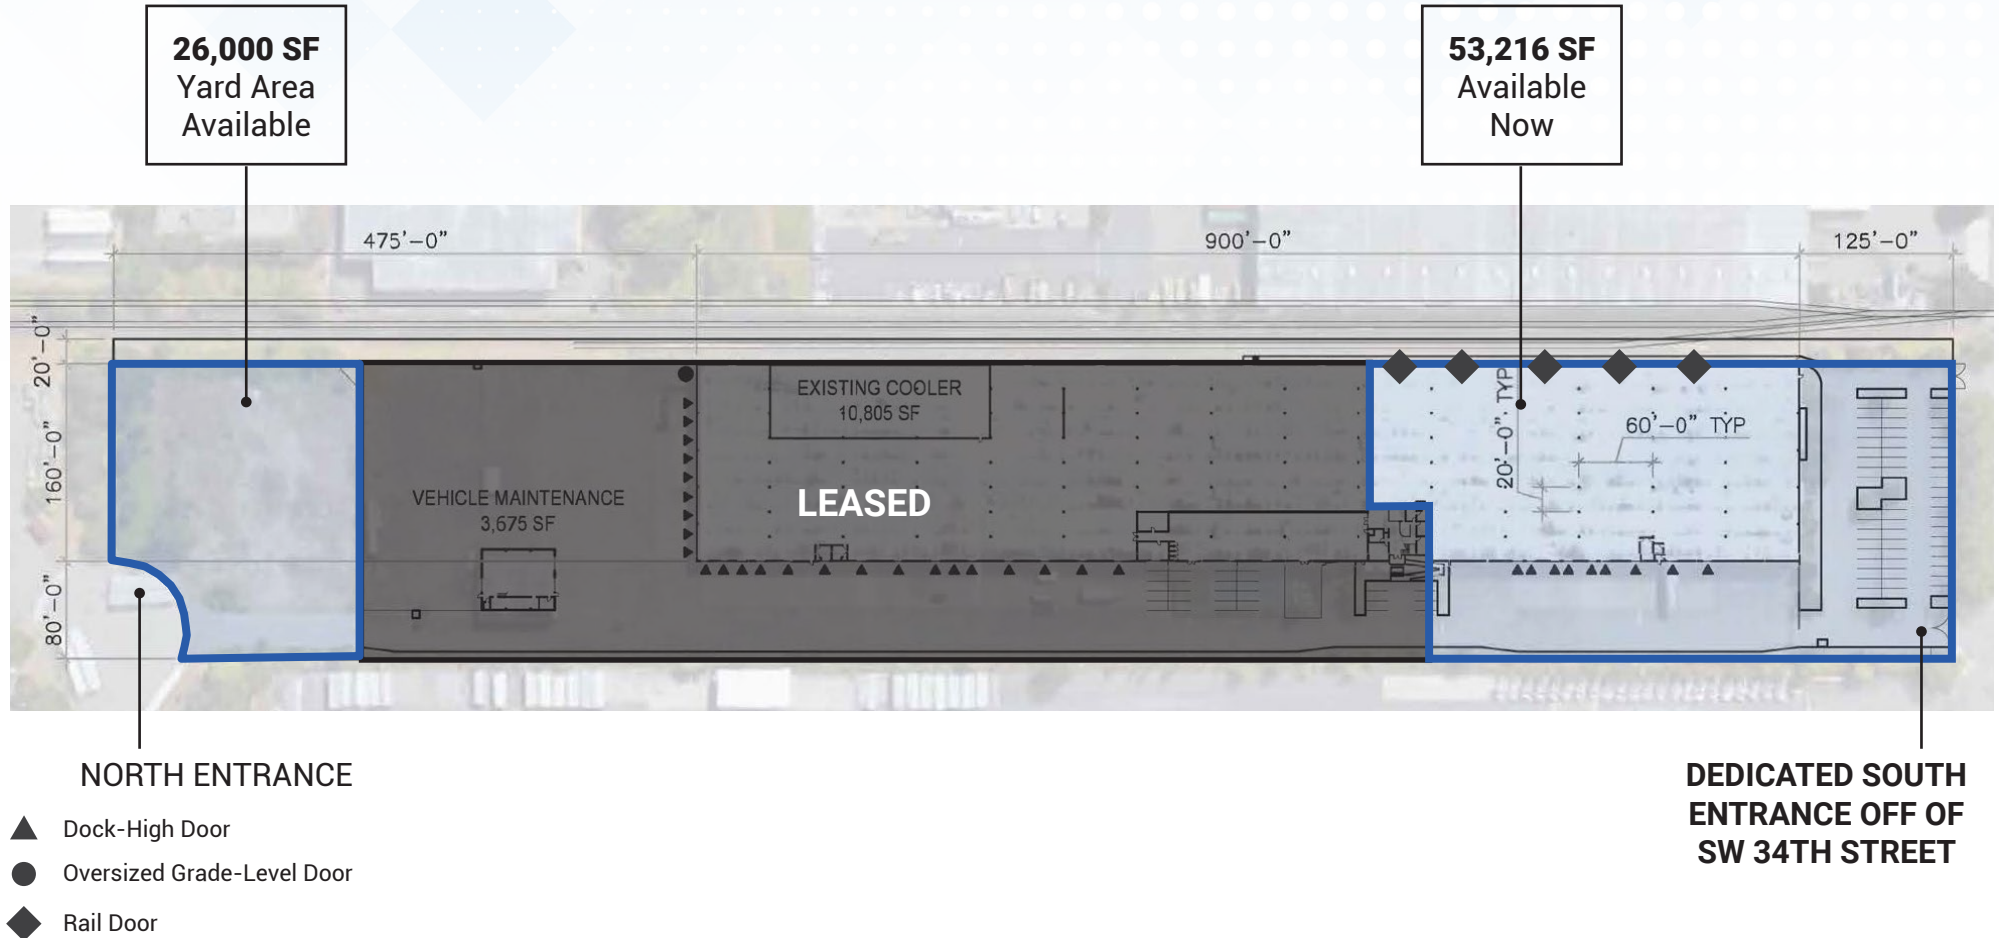 26,000 SF
Yard Area
Available
53,216 SF
Available
Now
475'-0"
900'-0"
125'-0"
20'-0"
160'-0"
80'-0"
EXISTING COOLER
10,805 SF
VEHICLE MAINTENANCE
3,675 SF
LEASED
20'-0" TYP
60'-0" TYP
NORTH ENTRANCE
DEDICATED SOUTH
ENTRANCE OFF OF
SW 34TH STREET
Dock-High Door
Oversized Grade-Level Door
Rail Door